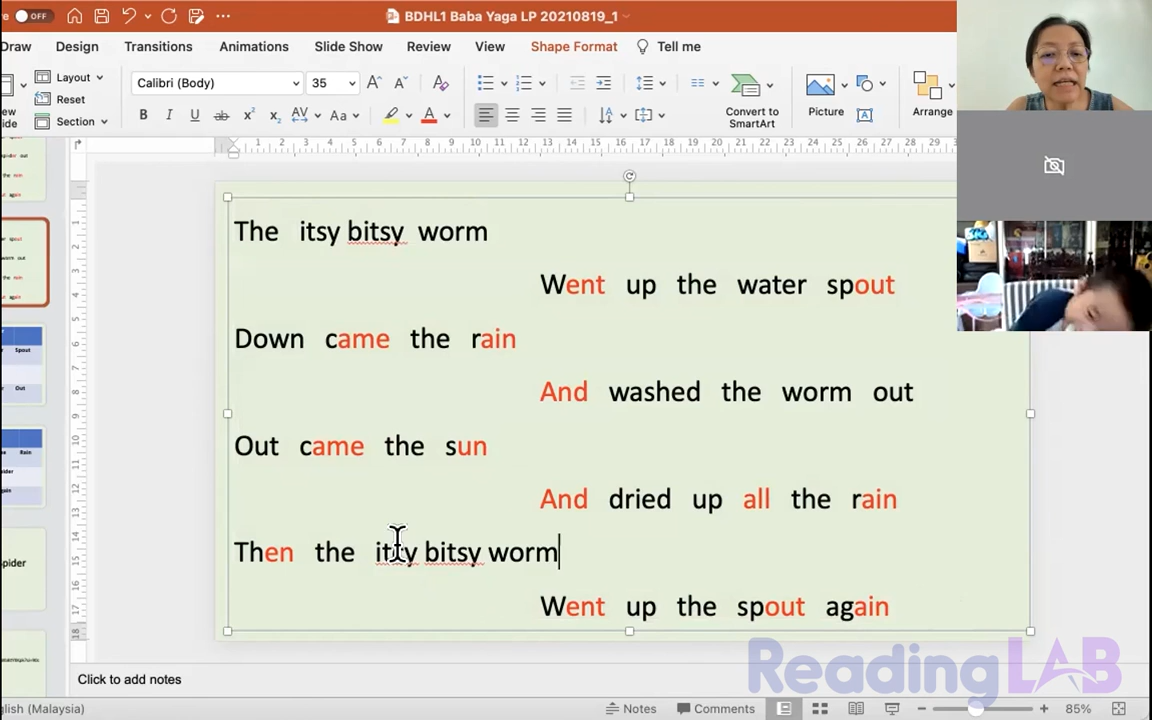 OFF
BDHL1 Baba Yaga LP 20210819_1
Draw Design Transitions Animations Slide Show Review View Shape Format Tell me
Layout
Reset
Section
Calibri (Body) 35
Convert to SmartArt
Picture
Arrange
The itsy bitsy worm
Went up the water spout
Down came the rain
And washed the worm out
Out came the sun
And dried up all the rain
Then the itsy bitsy worm
Went up the spout again
Click to add notes
Notes Comments 85%
ReadingLAB